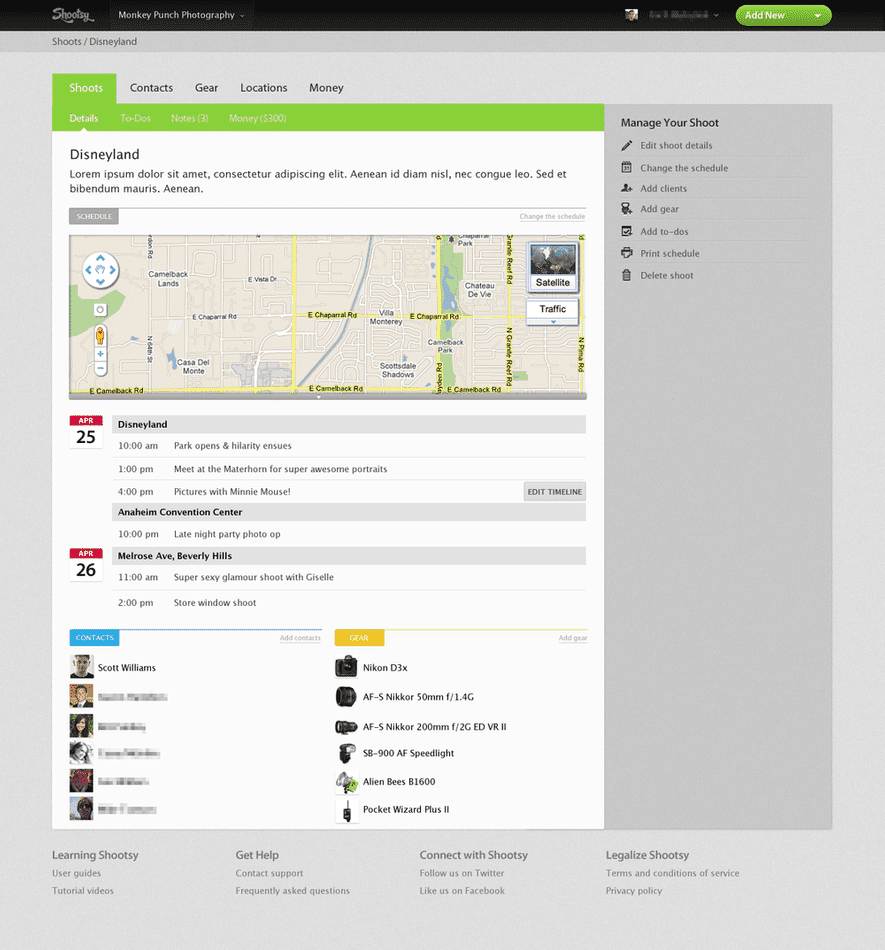 Shootsy
Monkey Punch Photography
Add New
Shoots / Disneyland
Shoots Contacts Gear Locations Money
Details To-Dos Notes (3) Money ($300)
Disneyland
Lorem ipsum dolor sit amet, consectetur adipiscing elit. Aenean id diam nisl, nec congue leo. Sed et
bibendum mauris. Aenean.
SCHEDULE Change the schedule
Chaparral
Park
Camelback
Lands
E Vista Dr
Satellite
Chateau
De Vie
E Chaparral Rd
E Chaparral Rd
E Chaparral Rd
Villa
Monterey
Traffic
N 64th St
Camelback
Park
Casa Del
Monte
Scottsdale
Shadows
N Granite Reef Rd
Granite Reef Rd
N Pima Rd
E Camelback Rd
E Camelback Rd
E Camelback Rd
APR
25
Disneyland
10:00 am Park opens & hilarity ensues
1:00 pm Meet at the Materhorn for super awesome portraits
4:00 pm Pictures with Minnie Mouse! EDIT TIMELINE
Anaheim Convention Center
10:00 pm Late night party photo op
APR
26
Melrose Ave, Beverly Hills
11:00 am Super sexy glamour shoot with Giselle
2:00 pm Store window shoot
CONTACTS Add contacts
Scott Williams
GEAR Add gear
Nikon D3x
AF-S Nikkor 50mm f/1.4G
AF-S Nikkor 200mm f/2G ED VR II
SB-900 AF Speedlight
Alien Bees B1600
Pocket Wizard Plus II
Manage Your Shoot
Edit shoot details
Change the schedule
Add clients
Add gear
Add to-dos
Print schedule
Delete shoot
Learning Shootsy
User guides
Tutorial videos
Get Help
Contact support
Frequently asked questions
Connect with Shootsy
Follow us on Twitter
Like us on Facebook
Legalize Shootsy
Terms and conditions of service
Privacy policy